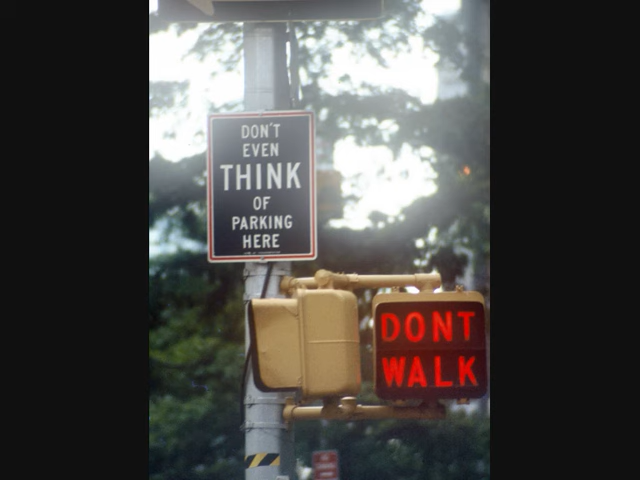 DON'T
EVEN
THINK
OF
PARKING
HERE
DONT
WALK